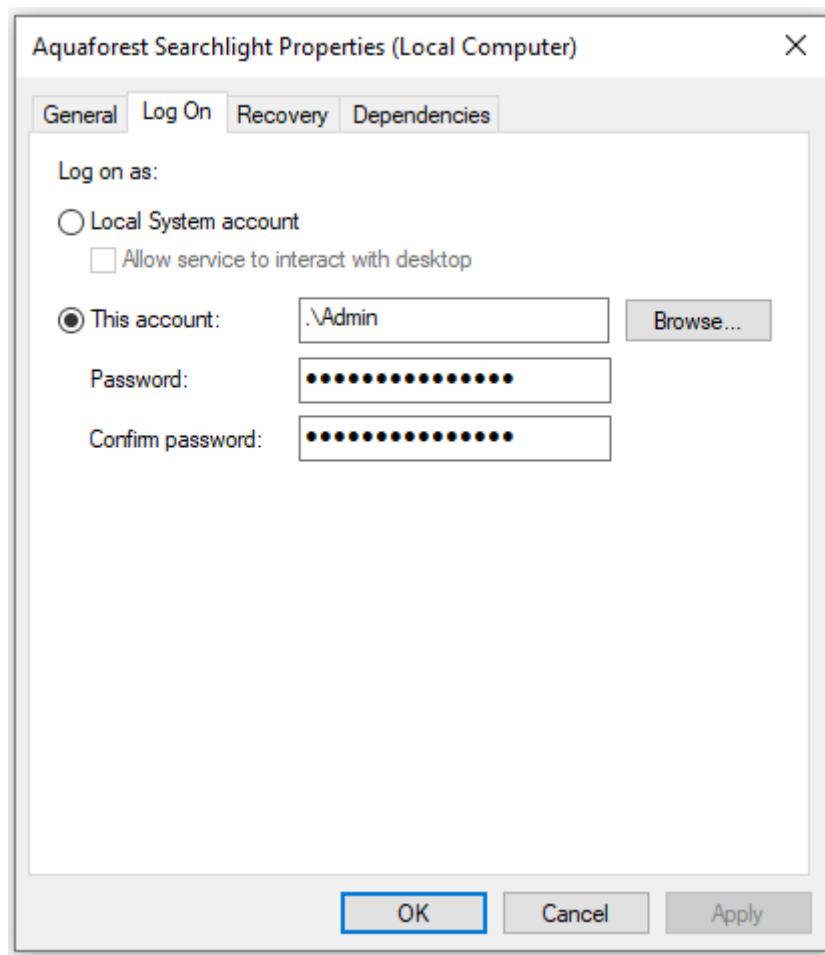 Aquaforest Searchlight Properties (Local Computer)
General Log On Recovery Dependencies
Log on as:
Local System account
Allow service to interact with desktop
This account: .\Admin Browse...
Password: •••••••••••••••
Confirm password: •••••••••••••••
OK Cancel Apply